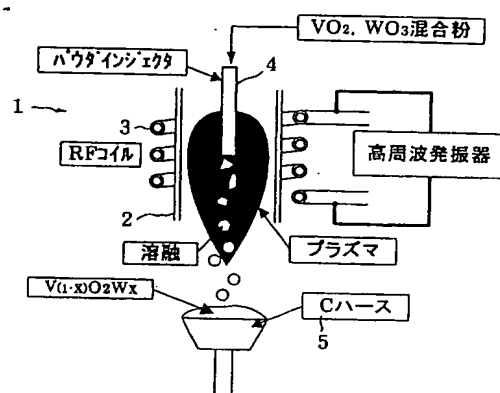 VO2, WO3混合粉
パウダインジェクタ
4
1
3
RFコイル
高周波発振器
2
溶融
プラズマ
V(1-X)O2WX
Cハース
5